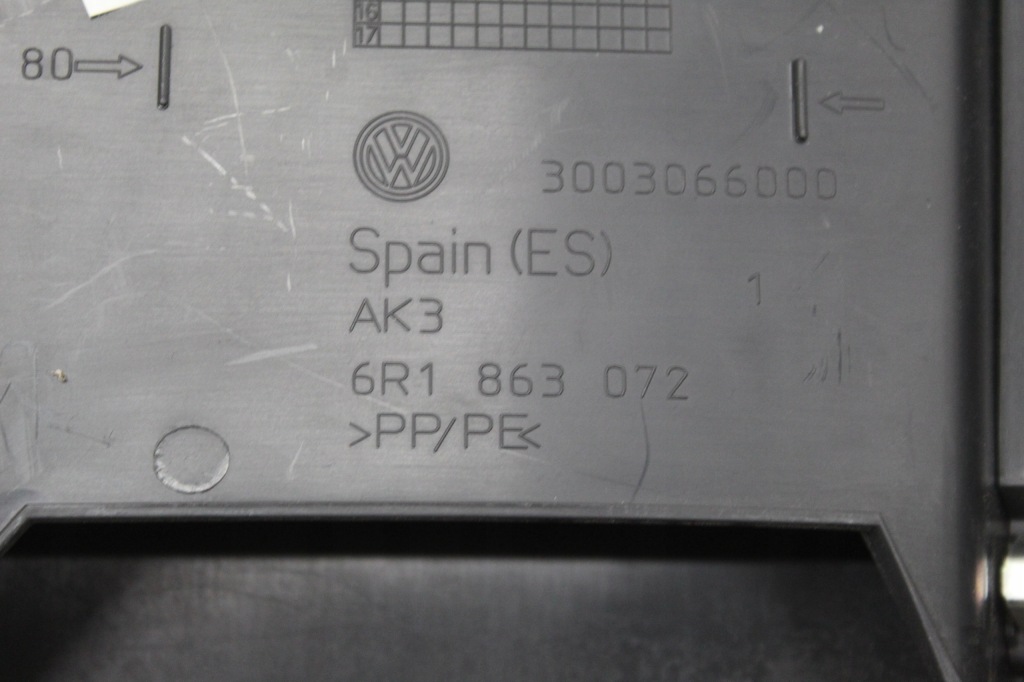 16
17
80
3003066000
Spain (ES)
AK3
1
6R1 863 072
>PP/PE<